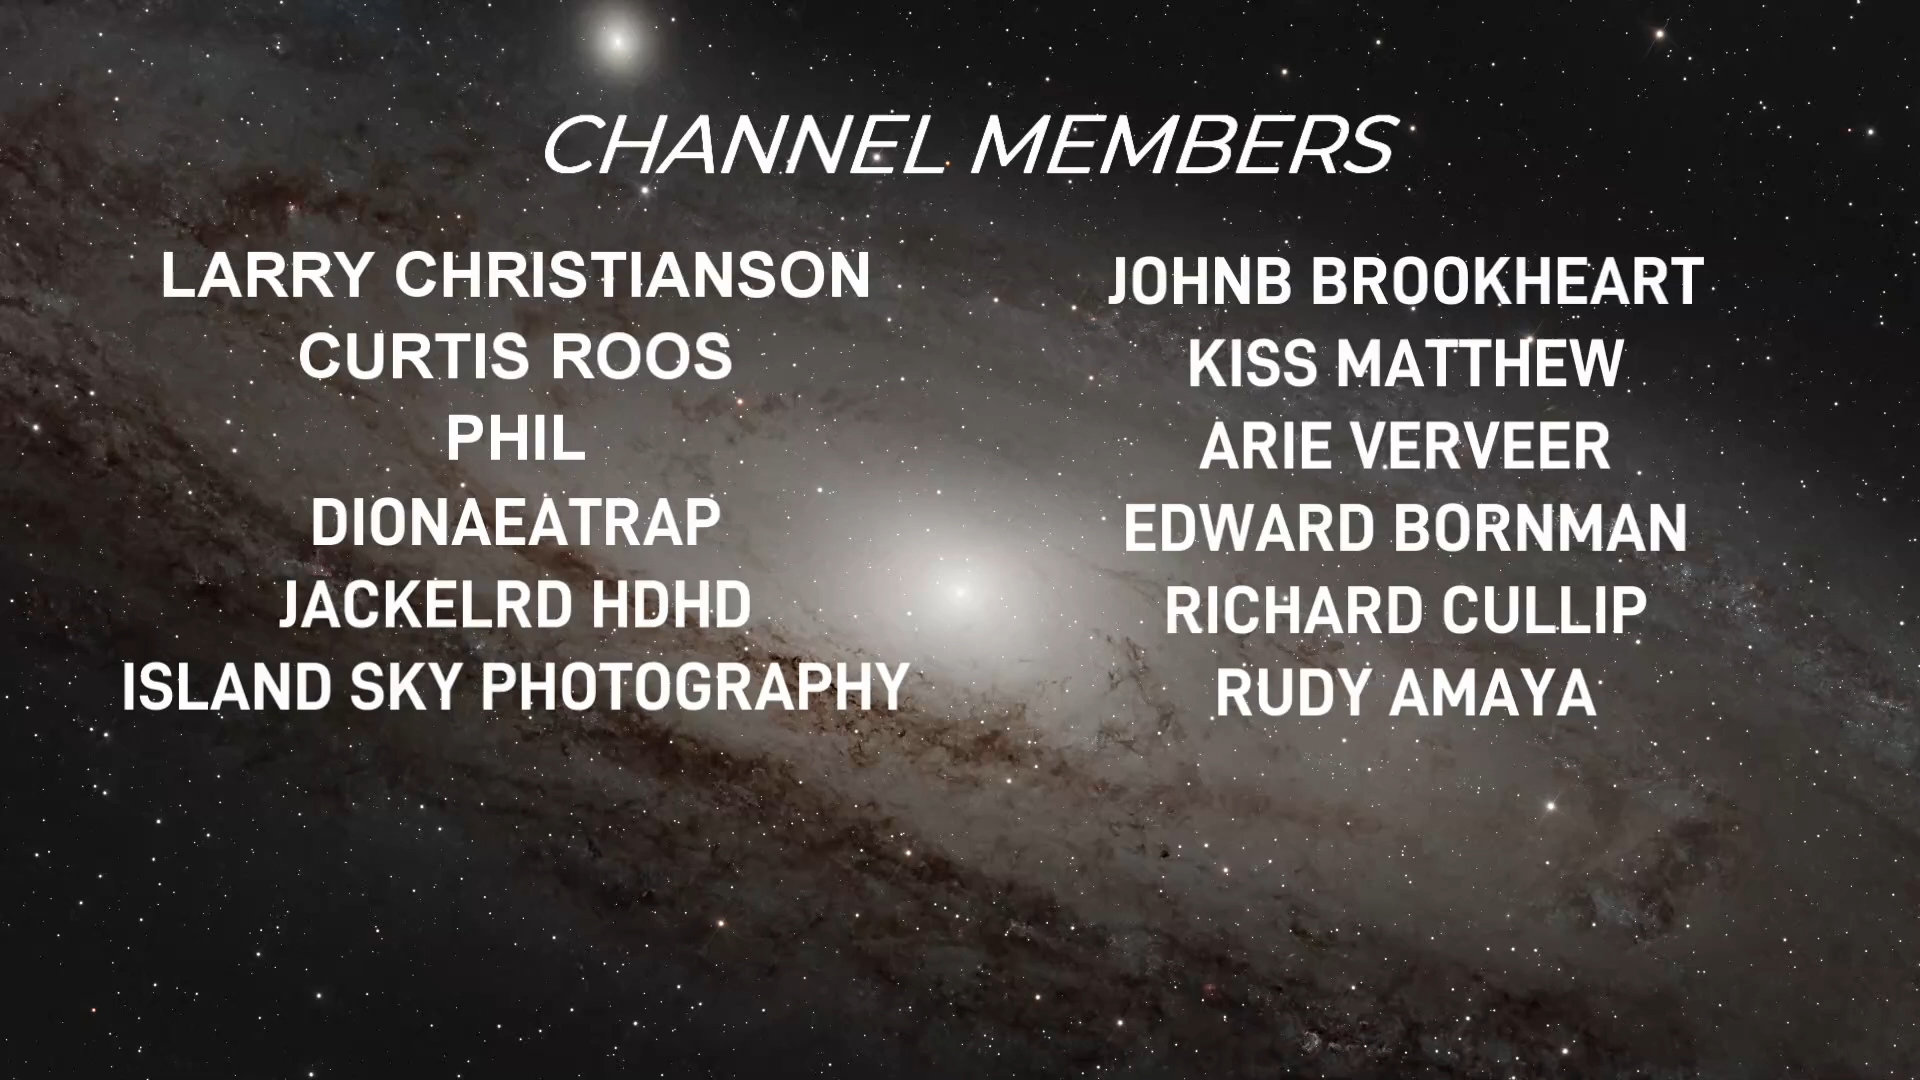 CHANNEL MEMBERS
LARRY CHRISTIANSON
CURTIS ROOS
PHIL
DIONAEATRAP
JACKELRD HDHD
ISLAND SKY PHOTOGRAPHY
JOHNB BROOKHEART
KISS MATTHEW
ARIE VERVEER
EDWARD BORNMAN
RICHARD CULLIP
RUDY AMAYA